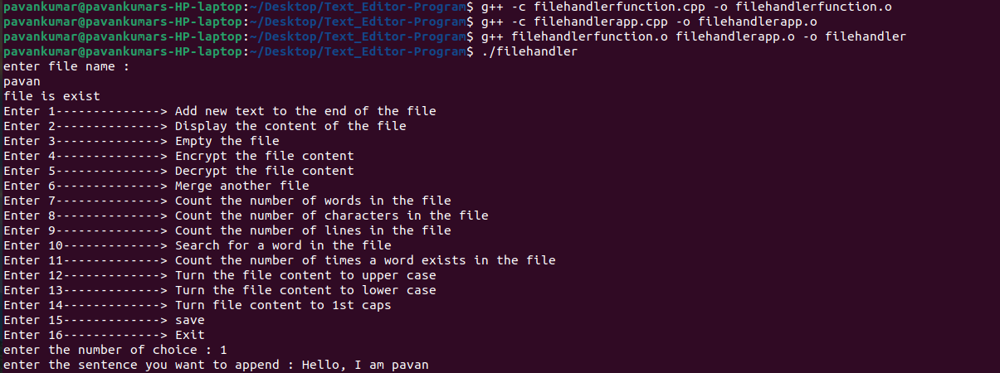 pavankumar@pavankumars-HP-laptop:~/Desktop/Text_Editor-Program$ g++ -c filehandlerfunction.cpp -o filehandlerfunction.o
pavankumar@pavankumars-HP-laptop:~/Desktop/Text_Editor-Program$ g++ -c filehandlerapp.cpp -o filehandlerapp.o
pavankumar@pavankumars-HP-laptop:~/Desktop/Text_Editor-Program$ g++ filehandlerfunction.o filehandlerapp.o -o filehandler
pavankumar@pavankumars-HP-laptop:~/Desktop/Text_Editor-Program$ ./filehandler
enter file name :
pavan
file is exist
Enter 1--------------> Add new text to the end of the file
Enter 2--------------> Display the content of the file
Enter 3--------------> Empty the file
Enter 4--------------> Encrypt the file content
Enter 5--------------> Decrypt the file content
Enter 6--------------> Merge another file
Enter 7--------------> Count the number of words in the file
Enter 8--------------> Count the number of characters in the file
Enter 9--------------> Count the number of lines in the file
Enter 10-------------> Search for a word in the file
Enter 11-------------> Count the number of times a word exists in the file
Enter 12-------------> Turn the file content to upper case
Enter 13-------------> Turn the file content to lower case
Enter 14-------------> Turn file content to 1st caps
Enter 15-------------> save
Enter 16-------------> Exit
enter the number of choice : 1
enter the sentence you want to append : Hello, I am pavan